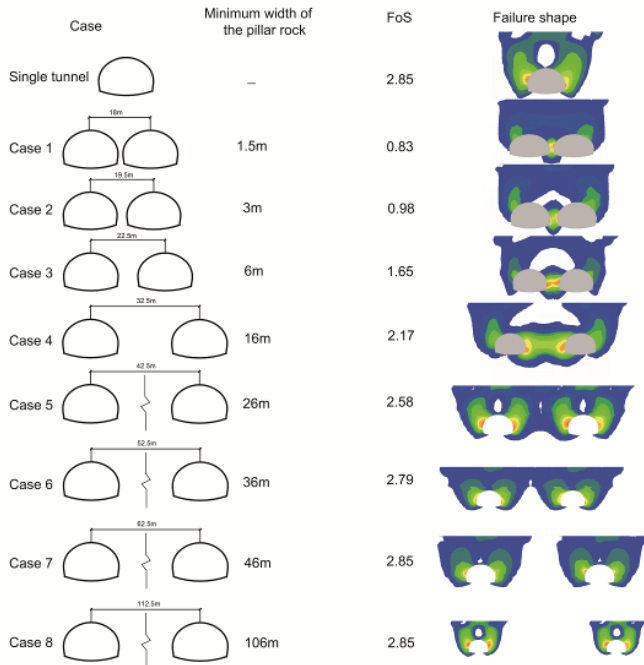 Case Minimum width of the pillar rock FoS Failure shape
Single tunnel – 2.85
18m
Case 1 1.5m 0.83
19.5m
Case 2 3m 0.98
22.5m
Case 3 6m 1.65
32.5m
Case 4 16m 2.17
42.5m
Case 5 26m 2.58
52.5m
Case 6 36m 2.79
62.5m
Case 7 46m 2.85
112.5m
Case 8 106m 2.85